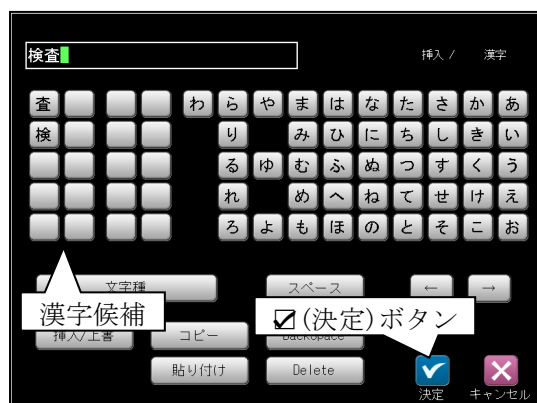 検査
挿入 / 漢字
査 わ ら や ま は な た さ か あ
検 り み ひ に ち し き い
る ゆ む ふ ぬ つ す く う
れ め へ ね て せ け え
ろ よ も ほ の と そ こ お
文字種 スペース ← →
漢字候補 ☑(決定)ボタン
挿入/上書 コピー Backspace
貼り付け Delete
決定 キャンセル